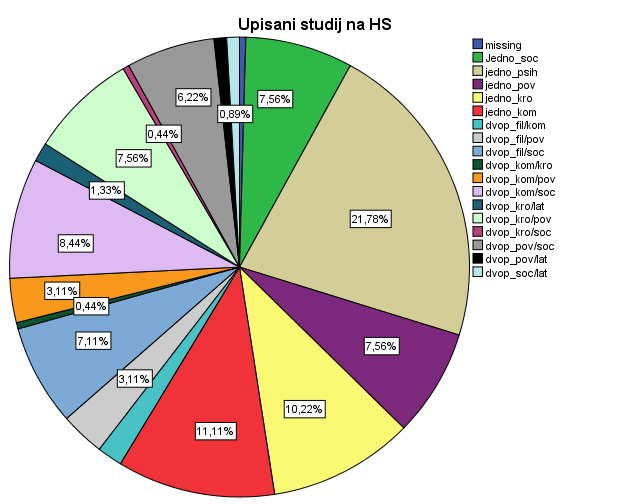 Upisani studij na HS
missing
Jedno_soc
jedno_psih
jedno_pov
jedno_kro
jedno_kom
dvop_fil/kom
dvop_fil/pov
dvop_fil/soc
dvop_kom/kro
dvop_kom/pov
dvop_kom/soc
dvop_kro/lat
dvop_kro/pov
dvop_kro/soc
dvop_pov/soc
dvop_pov/lat
dvop_soc/lat
7,56%
21,78%
7,56%
10,22%
11,11%
3,11%
7,11%
0,44%
3,11%
8,44%
1,33%
7,56%
0,44%
6,22%
0,89%